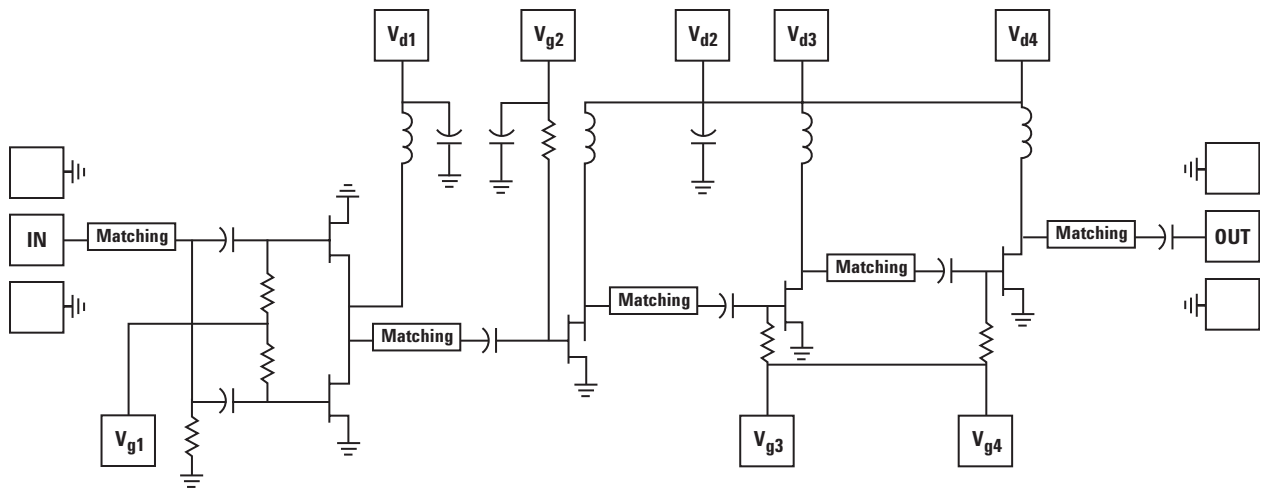 Vd1
Vg2
Vd2
Vd3
Vd4
IN
Matching
Matching
OUT
Matching
Matching
Matching
Vg1
Vg3
Vg4